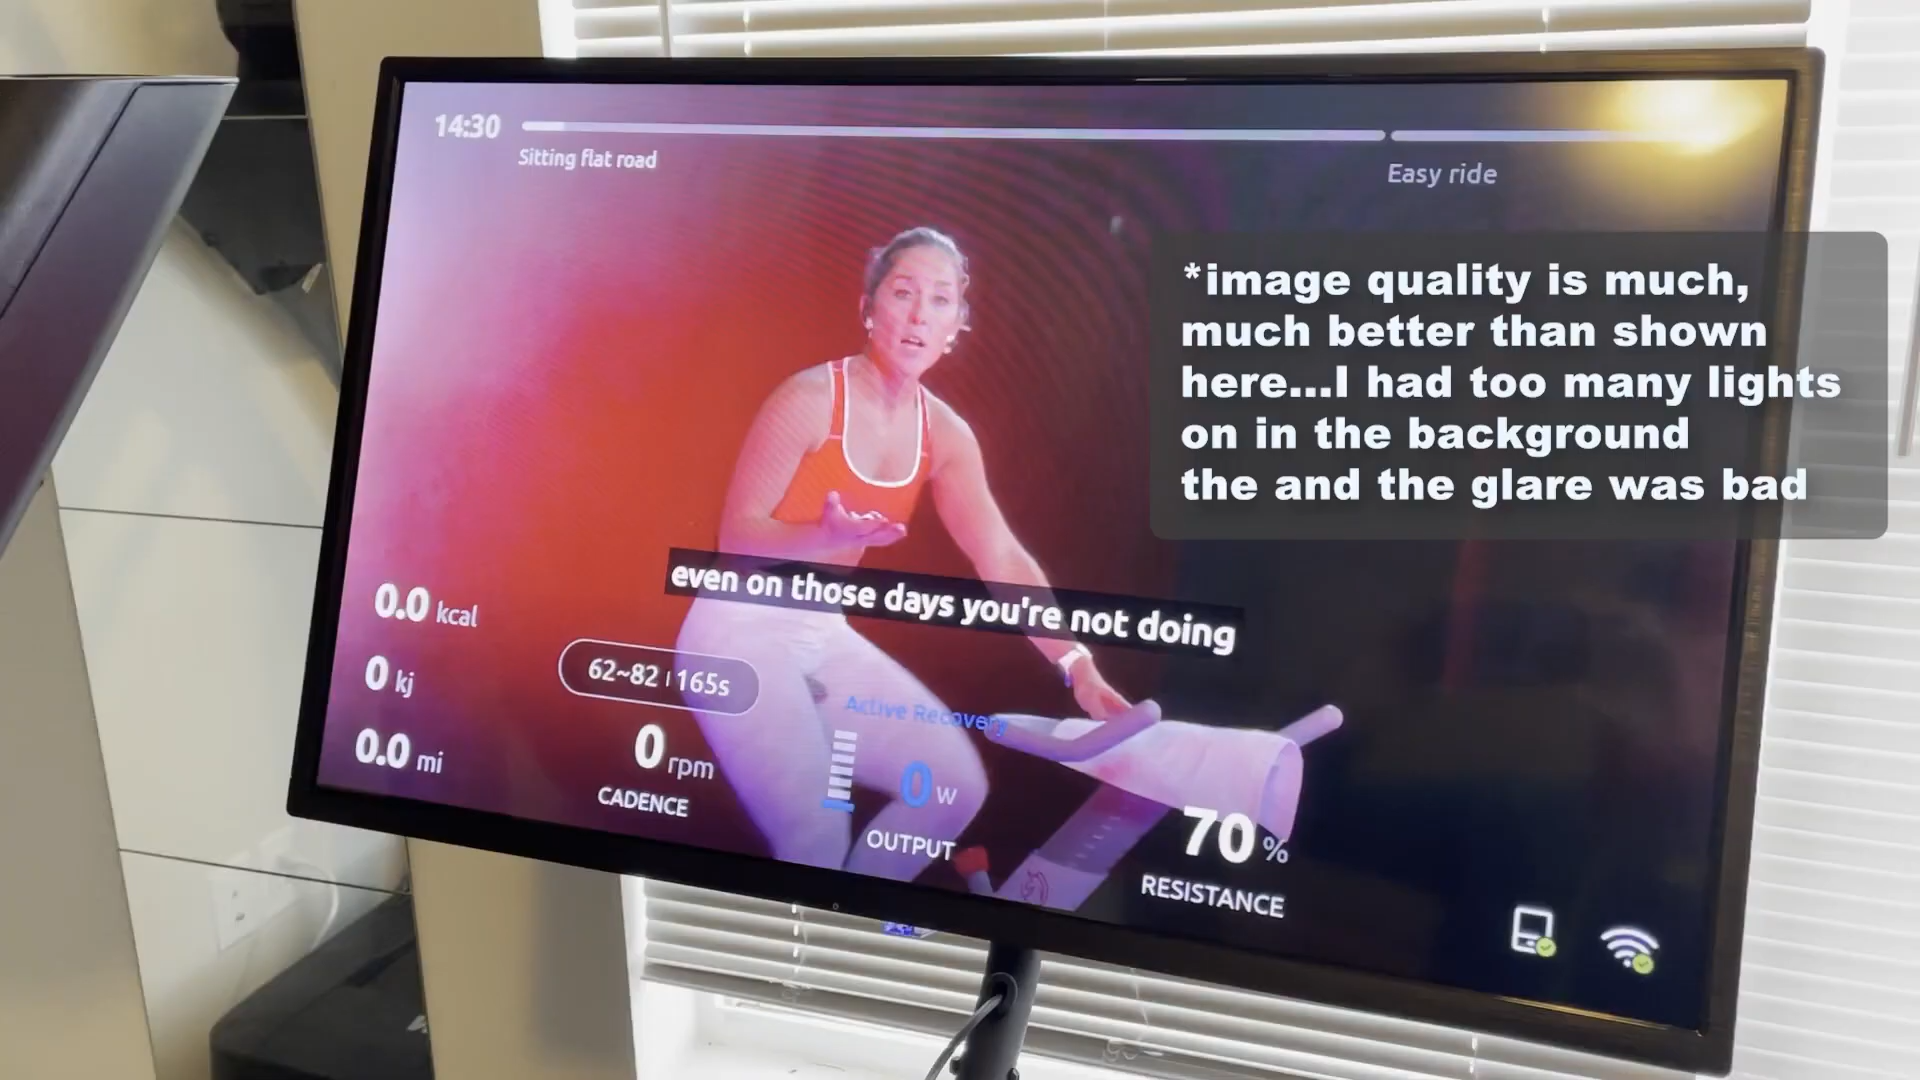 14:30
Sitting flat road
Easy ride
*image quality is much,
much better than shown
here...I had too many lights
on in the background
the and the glare was bad
even on those days you're not doing
0.0 kcal
0 kj
0.0 mi
62~82 | 165s
0 rpm
CADENCE
Active Recovery
0 w
OUTPUT
70 %
RESISTANCE